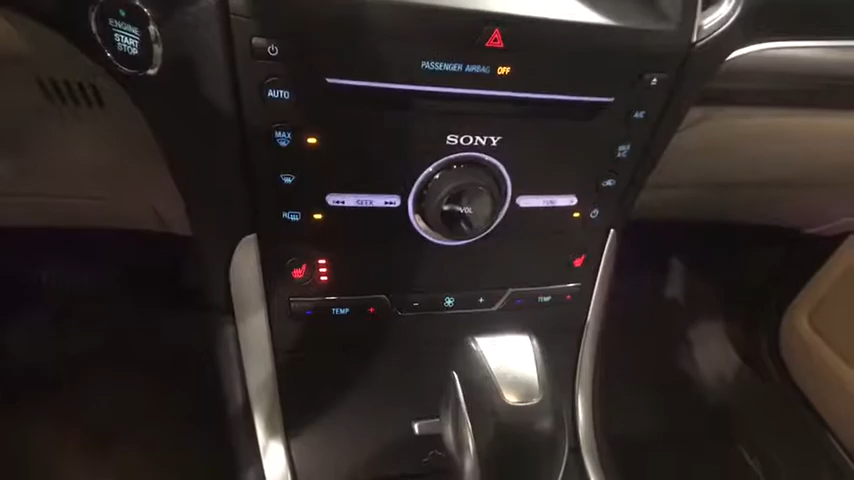 ENGINE
START
STOP
PASSENGER AIRBAG OFF
AUTO
A/C
MAX
SONY
MAX
A/C
SEEK
VOL
TUNE
R
TEMP
- +
TEMP